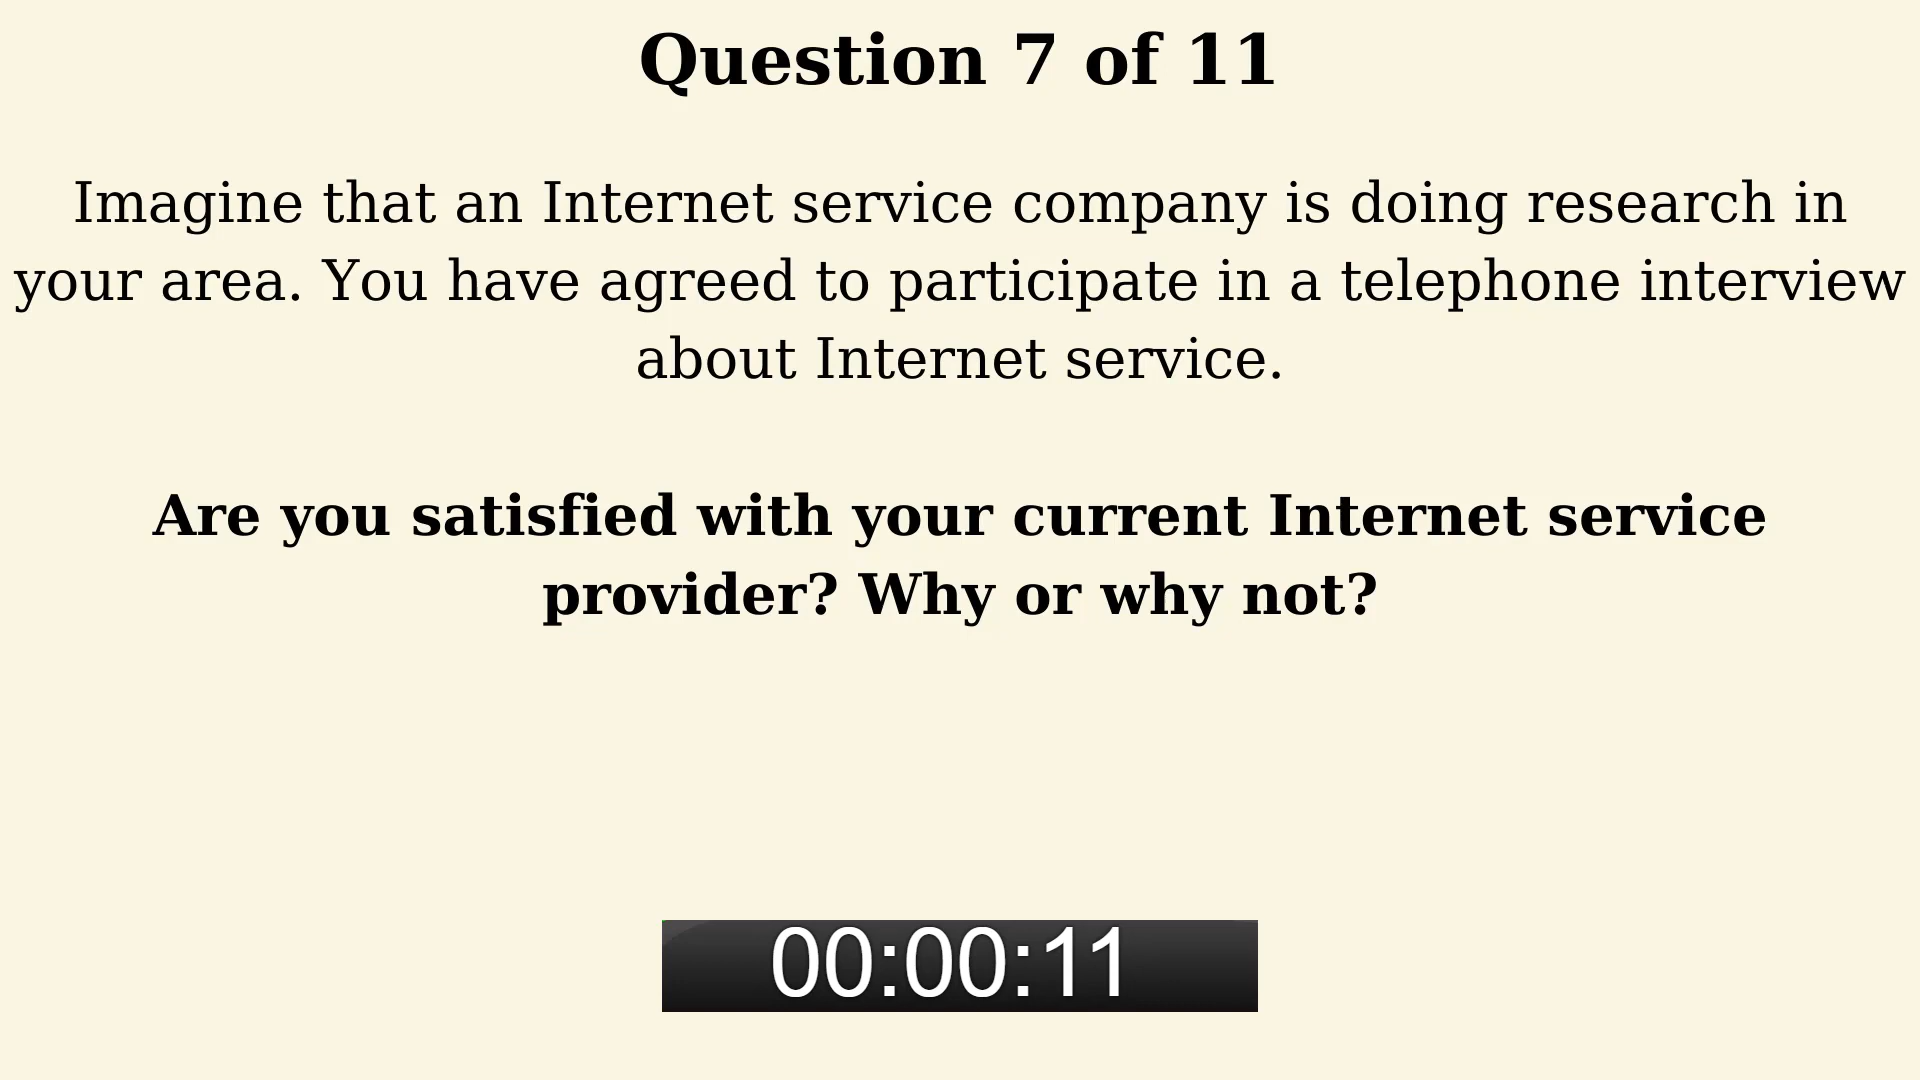 Question 7 of 11
Imagine that an Internet service company is doing research in
your area. You have agreed to participate in a telephone interview
about Internet service.
Are you satisfied with your current Internet service
provider? Why or why not?
00:00:11